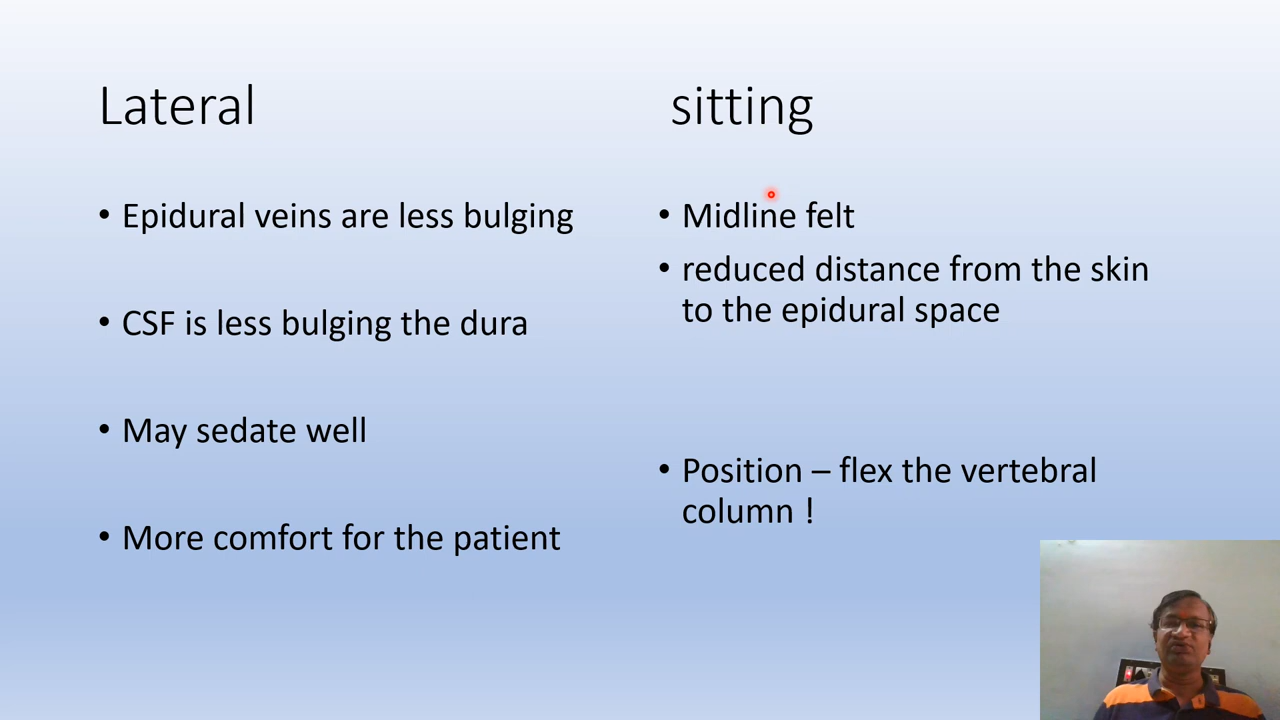 Lateral
• Epidural veins are less bulging
• CSF is less bulging the dura
• May sedate well
• More comfort for the patient
sitting
• Midline felt
• reduced distance from the skin
to the epidural space
• Position – flex the vertebral
column !